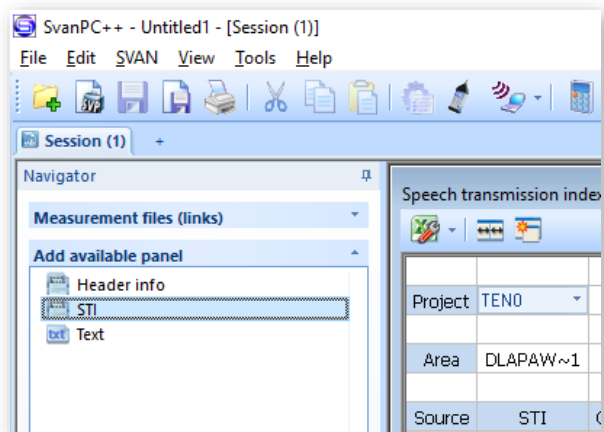 SvanPC++ - Untitled1 - [Session (1)]
File Edit SVAN View Tools Help
Session (1) +
Navigator
Measurement files (links)
Add available panel
Header info
STI
Text
Speech transmission inde
Project TEN0
Area DLAPAW~1
Source STI